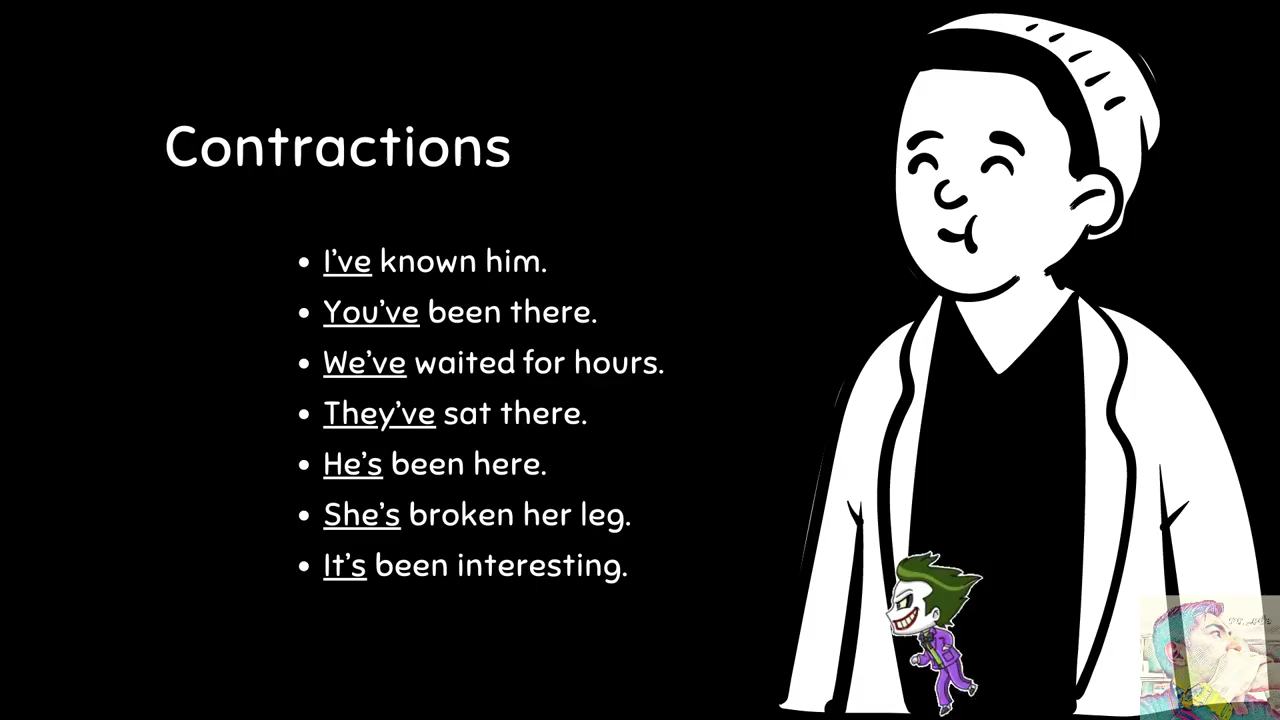 Contractions
• I've known him.
• You've been there.
• We've waited for hours.
• They've sat there.
• He's been here.
• She's broken her leg.
• It's been interesting.